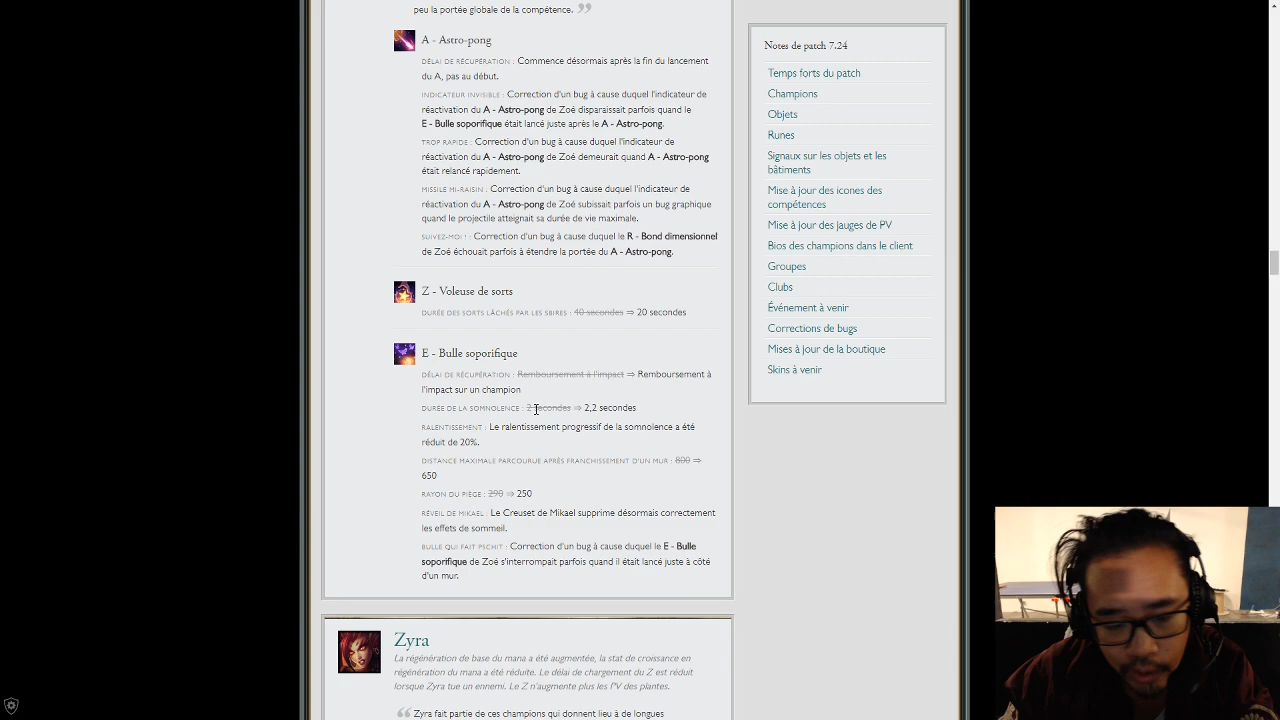 peu la portée globale de la compétence.
A - Astro-pong
DÉLAI DE RÉCUPÉRATION : Commence désormais après la fin du lancement
du A, pas au début.
INDICATEUR INVISIBLE : Correction d'un bug à cause duquel l'indicateur de
réactivation du A - Astro-pong de Zoé disparaissait parfois quand le
E - Bulle soporifique était lancé juste après le A - Astro-pong.
TROP RAPIDE : Correction d'un bug à cause duquel l'indicateur de
réactivation du A - Astro-pong de Zoé demeurait quand A - Astro-pong
était relancé rapidement.
MISSILE MI-RAISIN : Correction d'un bug à cause duquel l'indicateur de
réactivation du A - Astro-pong de Zoé subissait parfois un bug graphique
quand le projectile atteignait sa durée de vie maximale.
SUIVEZ-MOI ! : Correction d'un bug à cause duquel le R - Bond dimensionnel
de Zoé échouait parfois à étendre la portée du A - Astro-pong.
Z - Voleuse de sorts
DURÉE DES SORTS LÂCHÉS PAR LES SBIRES : 40 secondes ⇒ 20 secondes
E - Bulle soporifique
DÉLAI DE RÉCUPÉRATION : Remboursement à l'impact ⇒ Remboursement à
l'impact sur un champion
DURÉE DE LA SOMNOLENCE : 2 secondes ⇒ 2,2 secondes
RALENTISSEMENT : Le ralentissement progressif de la somnolence a été
réduit de 20%.
DISTANCE MAXIMALE PARCOURUE APRÈS FRANCHISSEMENT D'UN MUR : 800 ⇒
650
RAYON DU PIÈGE : 290 ⇒ 250
RÉVEIL DE MIKAEL : Le Creuset de Mikael supprime désormais correctement
les effets de sommeil.
BULLE QUI FAIT PSCHIT : Correction d'un bug à cause duquel le E - Bulle
soporifique de Zoé s'interrompait parfois quand il était lancé juste à côté
d'un mur.
Zyra
La régénération de base du mana a été augmentée, la stat de croissance en
régénération du mana a été réduite. Le délai de chargement du Z est réduit
lorsque Zyra tue un ennemi. Le Z n'augmente plus les PV des plantes.
Zyra fait partie de ces champions qui donnent lieu à de longues
Notes de patch 7.24
Temps forts du patch
Champions
Objets
Runes
Signaux sur les objets et les
bâtiments
Mise à jour des icones des
compétences
Mise à jour des jauges de PV
Bios des champions dans le client
Groupes
Clubs
Événement à venir
Corrections de bugs
Mises à jour de la boutique
Skins à venir